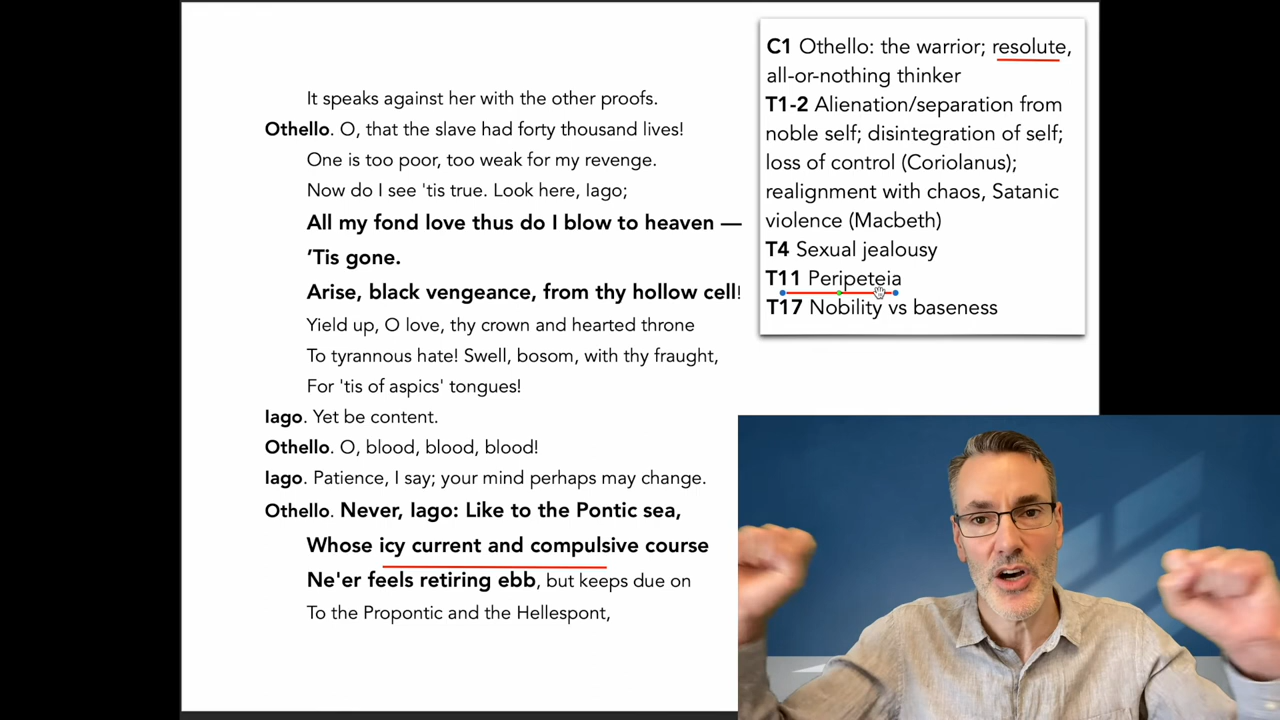 It speaks against her with the other proofs.
Othello. O, that the slave had forty thousand lives!
One is too poor, too weak for my revenge.
Now do I see 'tis true. Look here, Iago;
All my fond love thus do I blow to heaven —
‘Tis gone.
Arise, black vengeance, from thy hollow cell!
Yield up, O love, thy crown and hearted throne
To tyrannous hate! Swell, bosom, with thy fraught,
For 'tis of aspics' tongues!
Iago. Yet be content.
Othello. O, blood, blood, blood!
Iago. Patience, I say; your mind perhaps may change.
Othello. Never, Iago: Like to the Pontic sea,
Whose icy current and compulsive course
Ne'er feels retiring ebb, but keeps due on
To the Propontic and the Hellespont,
C1 Othello: the warrior; resolute,
all-or-nothing thinker
T1-2 Alienation/separation from
noble self; disintegration of self;
loss of control (Coriolanus);
realignment with chaos, Satanic
violence (Macbeth)
T4 Sexual jealousy
T11 Peripeteia
T17 Nobility vs baseness